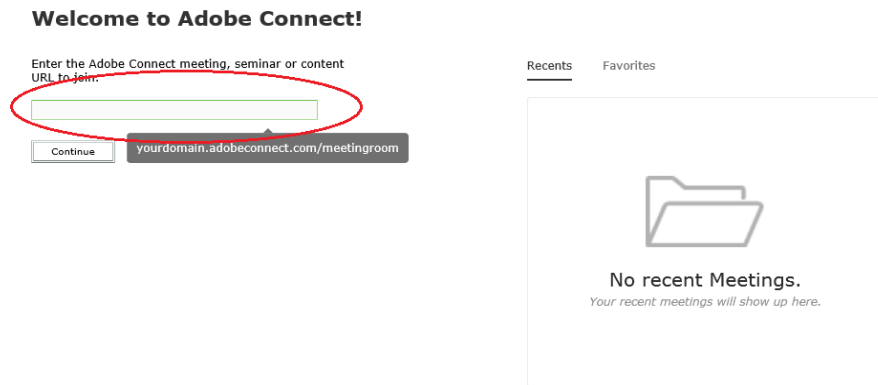 Welcome to Adobe Connect!
Enter the Adobe Connect meeting, seminar or content
URL to join:
Continue
yourdomain.adobeconnect.com/meetingroom
Recents
Favorites
No recent Meetings.
Your recent meetings will show up here.